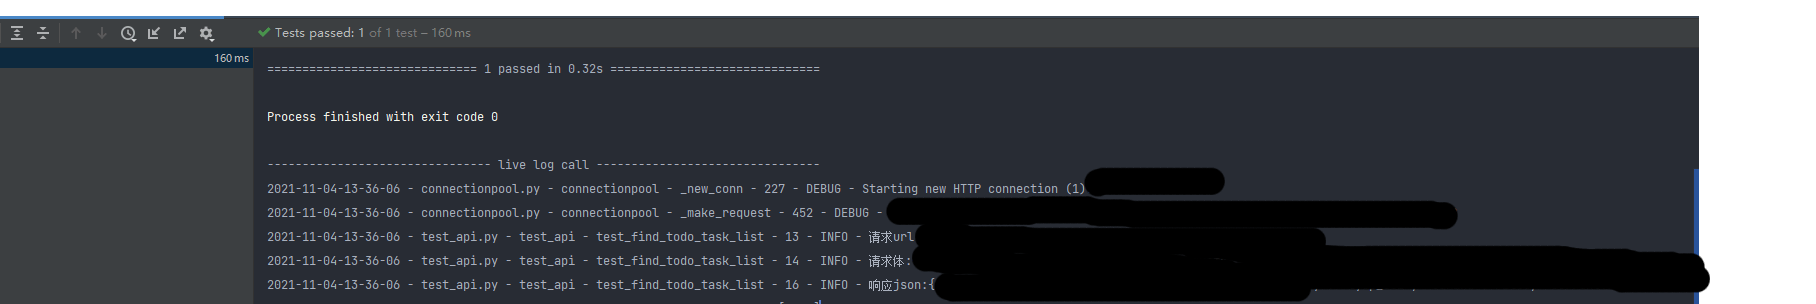 Tests passed: 1 of 1 test – 160 ms
160 ms
============================== 1 passed in 0.32s ==============================
Process finished with exit code 0
-------------------------------- live log call --------------------------------
2021-11-04-13-36-06 - connectionpool.py - connectionpool - _new_conn - 227 - DEBUG - Starting new HTTP connection (1)
2021-11-04-13-36-06 - connectionpool.py - connectionpool - _make_request - 452 - DEBUG -
2021-11-04-13-36-06 - test_api.py - test_api - test_find_todo_task_list - 13 - INFO - 请求url
2021-11-04-13-36-06 - test_api.py - test_api - test_find_todo_task_list - 14 - INFO - 请求体:
2021-11-04-13-36-06 - test_api.py - test_api - test_find_todo_task_list - 16 - INFO - 响应json:{